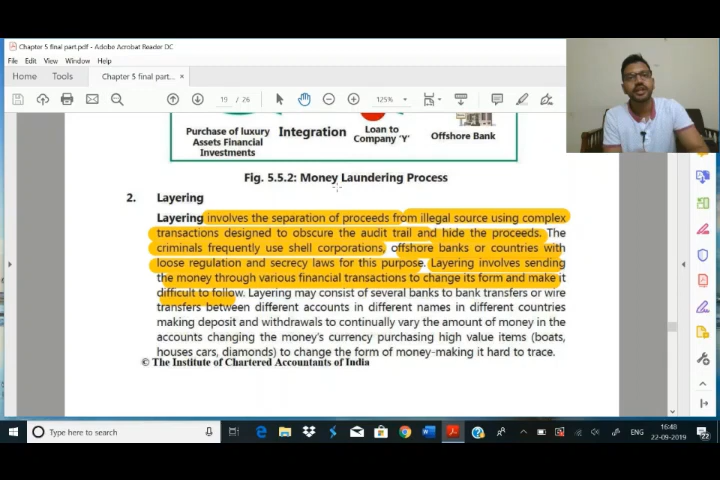 Chapter 5 final part.pdf - Adobe Acrobat Reader DC
File Edit View Window Help
Home Tools Chapter 5 final part... ×
19 / 26 125%
Purchase of luxury
Assets Financial
Investments
Integration
Loan to
Company 'Y'
Offshore Bank
Fig. 5.5.2: Money Laundering Process
2. Layering
Layering involves the separation of proceeds from illegal source using complex
transactions designed to obscure the audit trail and hide the proceeds. The
criminals frequently use shell corporations, offshore banks or countries with
loose regulation and secrecy laws for this purpose. Layering involves sending
the money through various financial transactions to change its form and make it
difficult to follow. Layering may consist of several banks to bank transfers or wire
transfers between different accounts in different names in different countries
making deposit and withdrawals to continually vary the amount of money in the
accounts changing the money's currency purchasing high value items (boats,
houses cars, diamonds) to change the form of money-making it hard to trace.
© The Institute of Chartered Accountants of India
Type here to search
ENG
16:48
22-09-2019
22